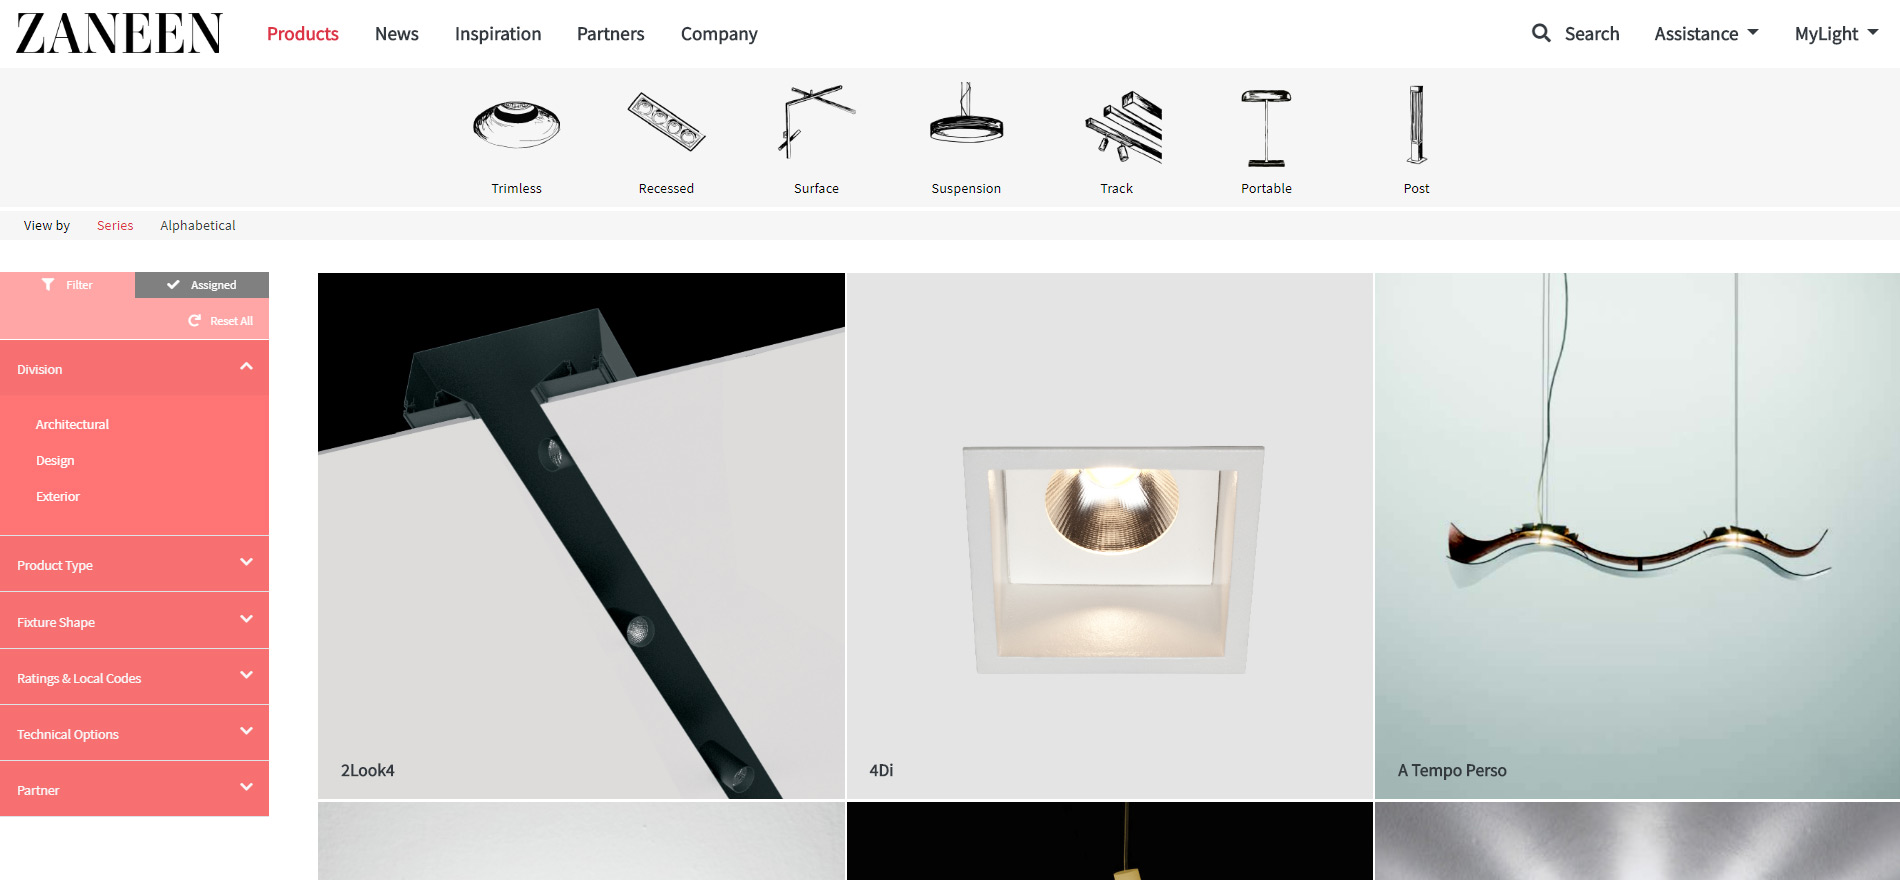 ZANEEN
Products News Inspiration Partners Company
Search Assistance MyLight
Trimless Recessed Surface Suspension Track Portable Post
View by Series Alphabetical
Filter Assigned
Reset All
Division
Architectural
Design
Exterior
Product Type
Fixture Shape
Ratings & Local Codes
Technical Options
Partner
2Look4
4Di
A Tempo Perso